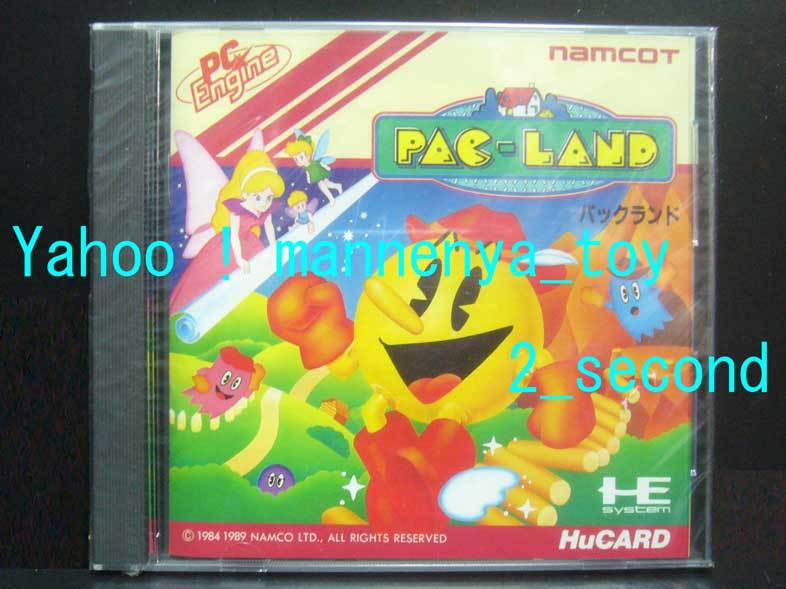 PC Engine
namcoT
PAC-LAND
パックランド
Yahoo ! mannenya_toy
2_second
HE
system
© 1984 1989 NAMCO LTD., ALL RIGHTS RESERVED
HuCARD